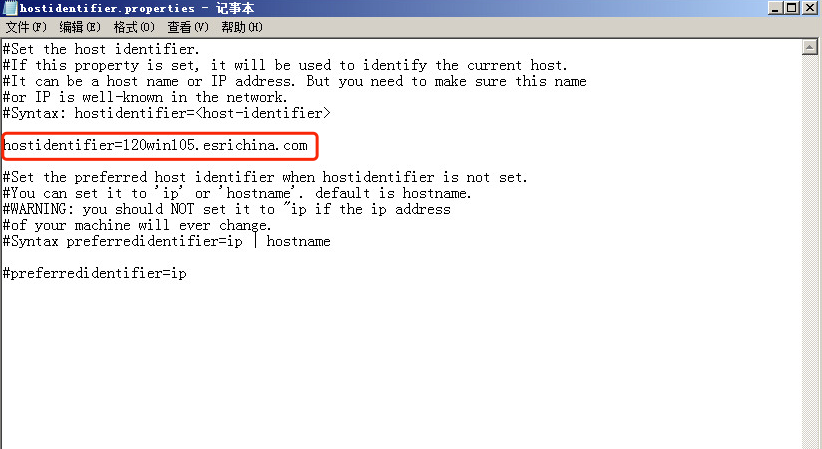 hostidentifier.properties - 记事本
文件(F) 编辑(E) 格式(O) 查看(V) 帮助(H)
#Set the host identifier.
#If this property is set, it will be used to identify the current host.
#It can be a host name or IP address. But you need to make sure this name
#or IP is well-known in the network.
#Syntax: hostidentifier=<host-identifier>
hostidentifier=120win105.esrichina.com
#Set the preferred host identifier when hostidentifier is not set.
#You can set it to 'ip' or 'hostname'. default is hostname.
#WARNING: you should NOT set it to "ip if the ip address
#of your machine will ever change.
#Syntax preferredidentifier=ip | hostname
#preferredidentifier=ip